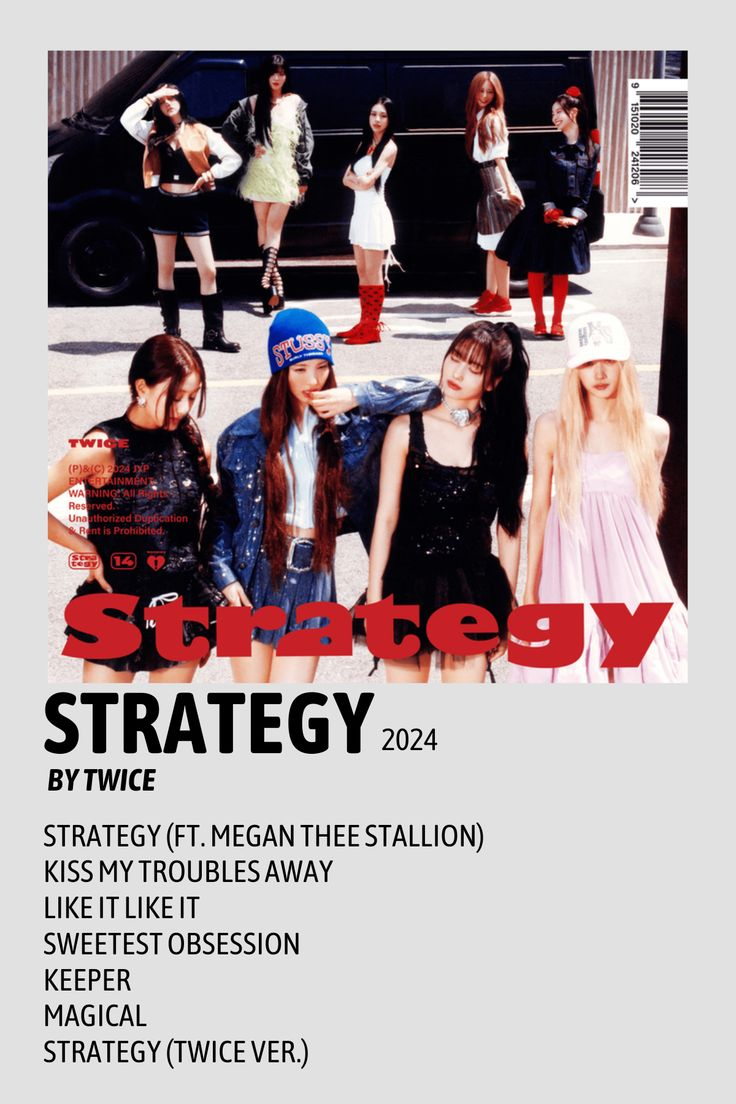 9 151020 241206 >
STUSSY
TWICE
(P)&(C) 2024 JYP
ENTERTAINMENT.
WARNING: All Rights
Reserved.
Unauthorized Duplication
& Rent is Prohibited.
Strategy
14
Strategy
STRATEGY 2024
BY TWICE
STRATEGY (FT. MEGAN THEE STALLION)
KISS MY TROUBLES AWAY
LIKE IT LIKE IT
SWEETEST OBSESSION
KEEPER
MAGICAL
STRATEGY (TWICE VER.)